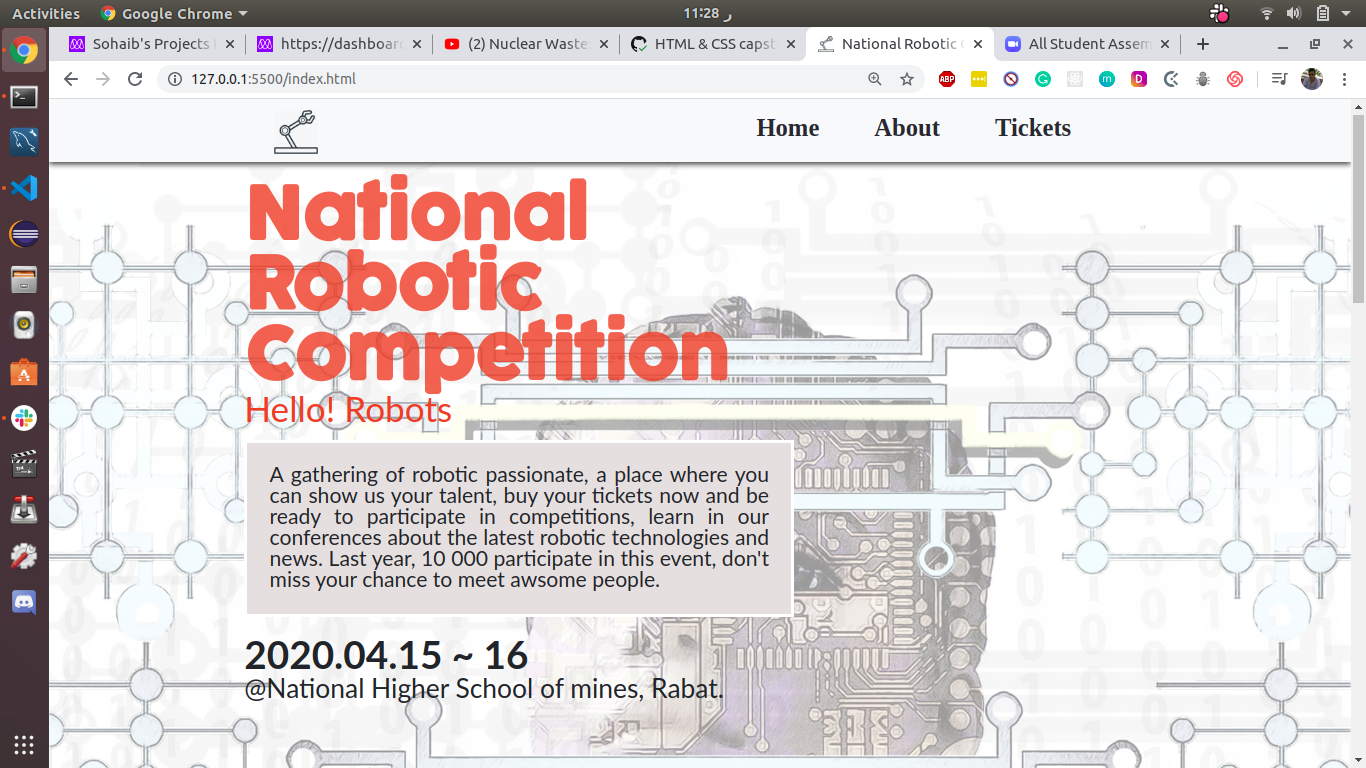 Activities
Google Chrome
11:28 ر
Sohaib's Projects
https://dashboard
(2) Nuclear Waste
HTML & CSS capst
National Robotic
All Student Assem
127.0.0.1:5500/index.html
ABP
Home About Tickets
National
Robotic
Competition
Hello! Robots
A gathering of robotic passionate, a place where you
can show us your talent, buy your tickets now and be
ready to participate in competitions, learn in our
conferences about the latest robotic technologies and
news. Last year, 10 000 participate in this event, don't
miss your chance to meet awsome people.
2020.04.15 ~ 16
@National Higher School of mines, Rabat.